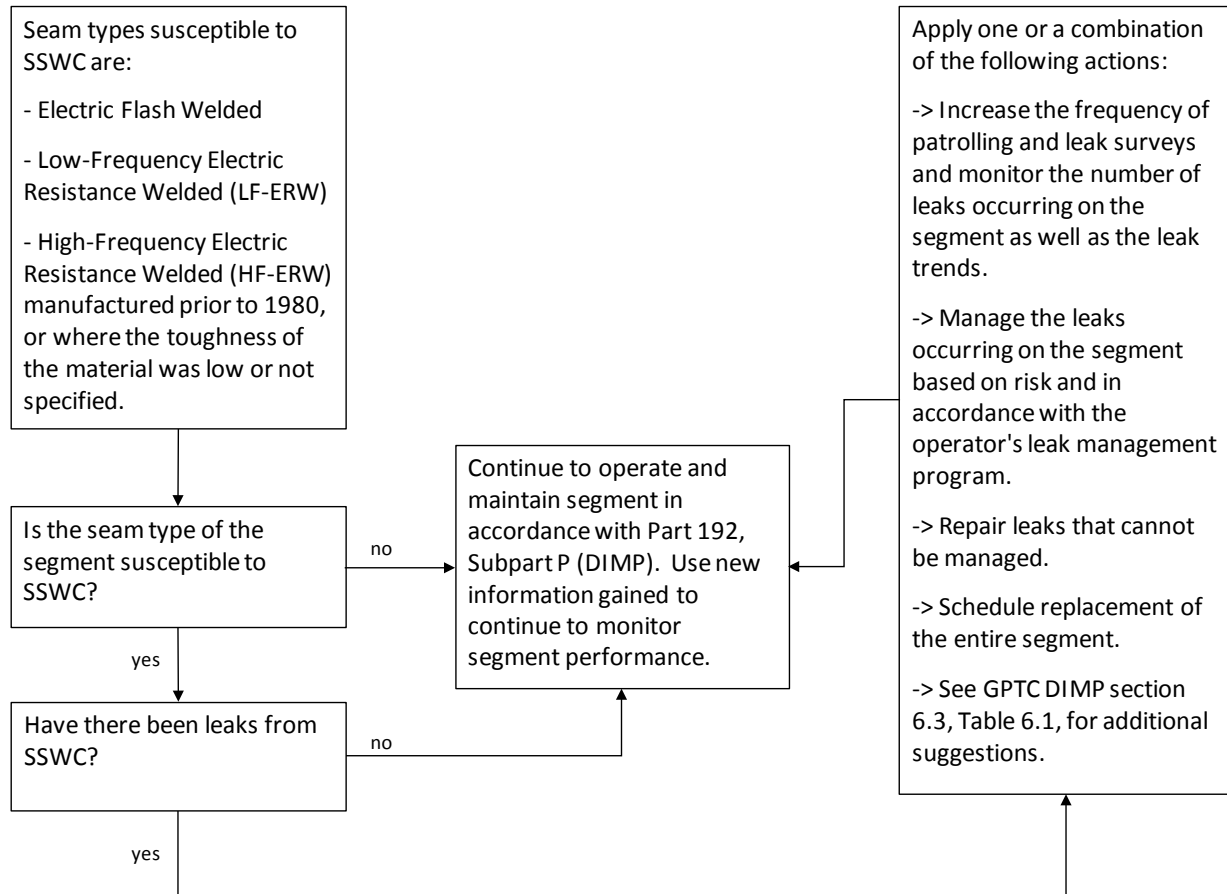 Seam types susceptible to
SSWC are:
- Electric Flash Welded
- Low-Frequency Electric
Resistance Welded (LF-ERW)
- High-Frequency Electric
Resistance Welded (HF-ERW)
manufactured prior to 1980,
or where the toughness of
the material was low or not
specified.
Is the seam type of the
segment susceptible to
SSWC?
no
yes
Have there been leaks from
SSWC?
no
yes
Continue to operate and
maintain segment in
accordance with Part 192,
Subpart P (DIMP).  Use new
information gained to
continue to monitor
segment performance.
Apply one or a combination
of the following actions:
-> Increase the frequency of
patrolling and leak surveys
and monitor the number of
leaks occurring on the
segment as well as the leak
trends.
-> Manage the leaks
occurring on the segment
based on risk and in
accordance with the
operator's leak management
program.
-> Repair leaks that cannot
be managed.
-> Schedule replacement of
the entire segment.
-> See GPTC DIMP section
6.3, Table 6.1, for additional
suggestions.